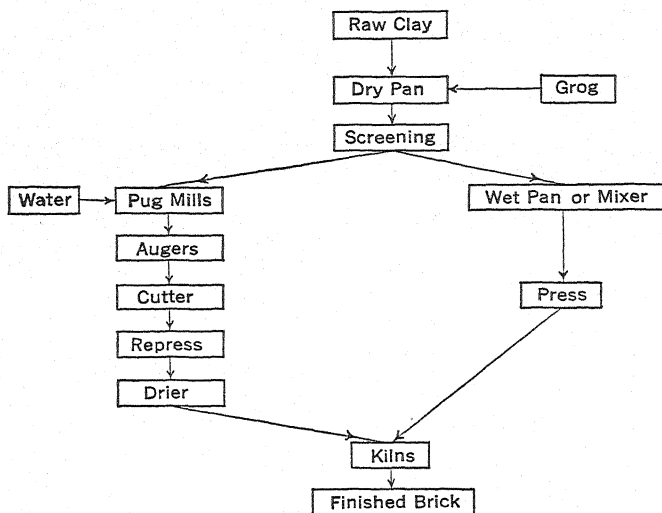 Raw Clay
Dry Pan
Grog
Screening
Water
Pug Mills
Wet Pan or Mixer
Augers
Cutter
Press
Repress
Drier
Kilns
Finished Brick